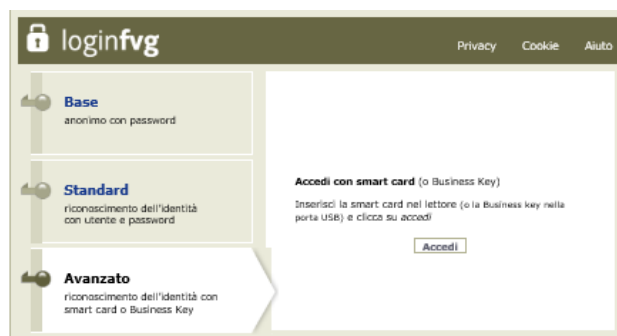 loginfvg
Privacy Cookie Aiuto
Base
anonimo con password
Standard
riconoscimento dell'identità
con utente e password
Avanzato
riconoscimento dell'identità con
smart card o Business Key
Accedi con smart card (o Business Key)
Inserisci la smart card nel lettore (o la Business key nella
porta USB) e clicca su accedi
Accedi